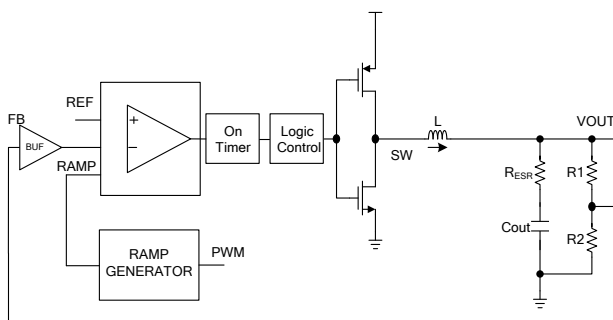 FB
BUF
REF
RAMP
+
−
On
Timer
Logic
Control
SW
L
VOUT
RESR
R1
Cout
R2
RAMP
GENERATOR
PWM